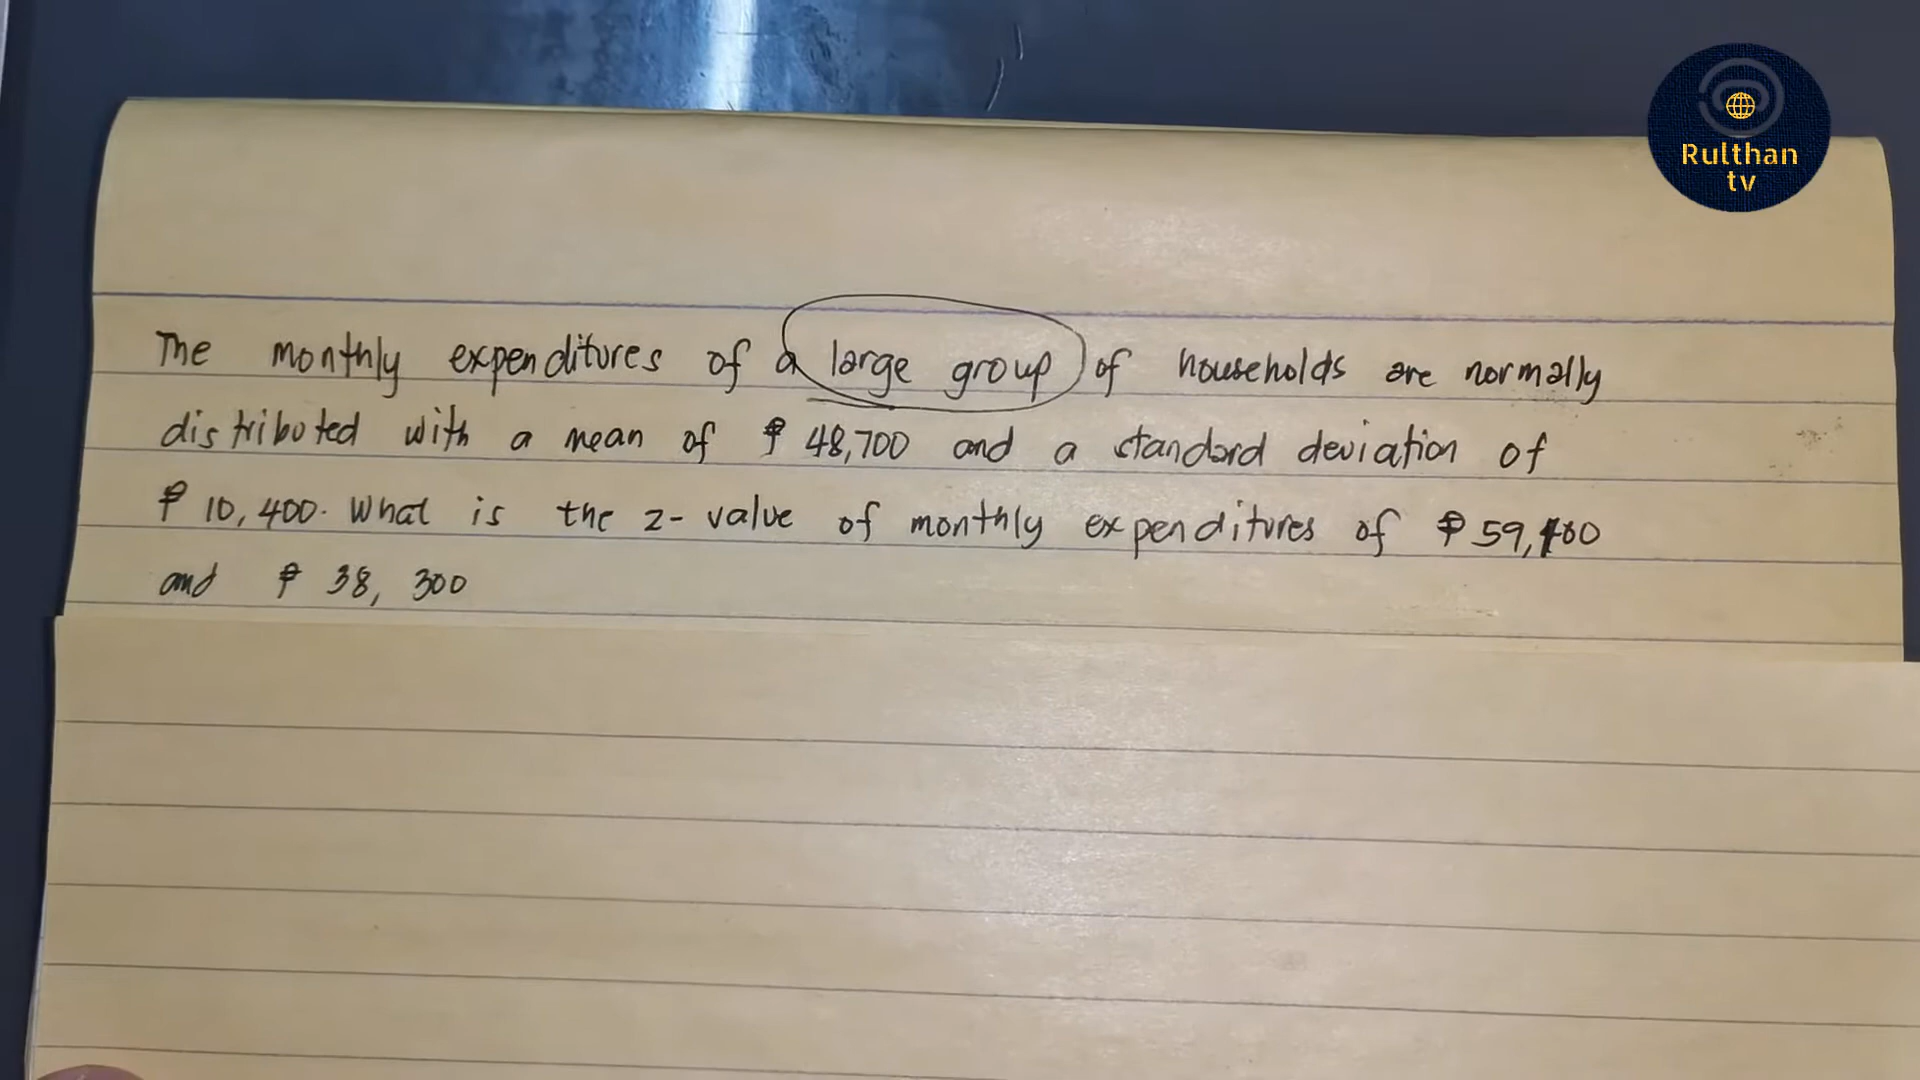 Rulthan
tv
The monthly expenditures of a large group of households are normally
distributed with a mean of ₱ 48,700 and a standard deviation of
₱ 10,400. What is the z-value of monthly expenditures of ₱ 59,100
and ₱ 38,300